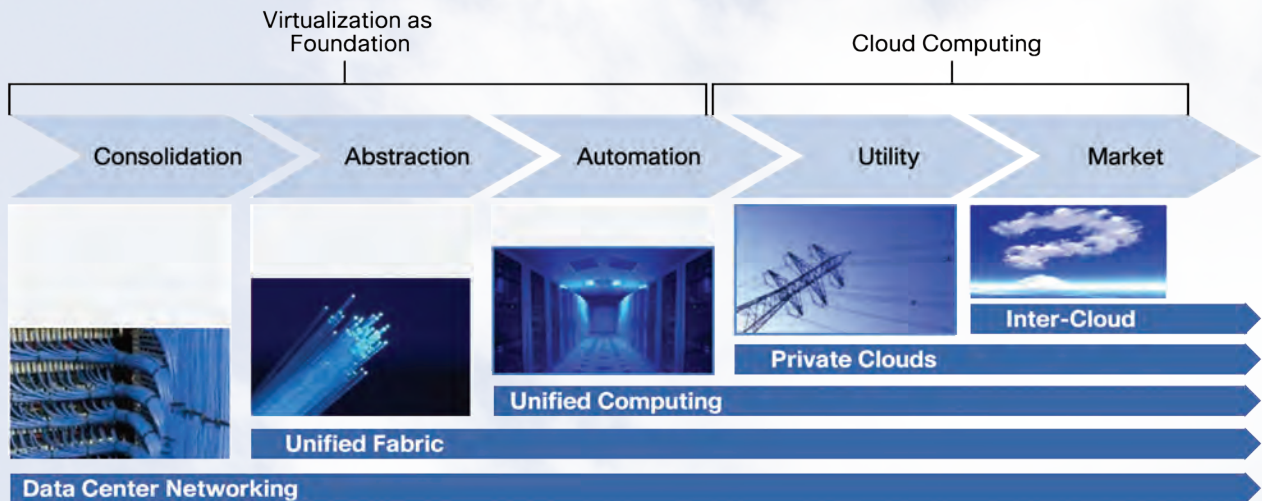 Virtualization as
Foundation
Cloud Computing
Consolidation
Abstraction
Automation
Utility
Market
Inter-Cloud
Private Clouds
Unified Computing
Unified Fabric
Data Center Networking